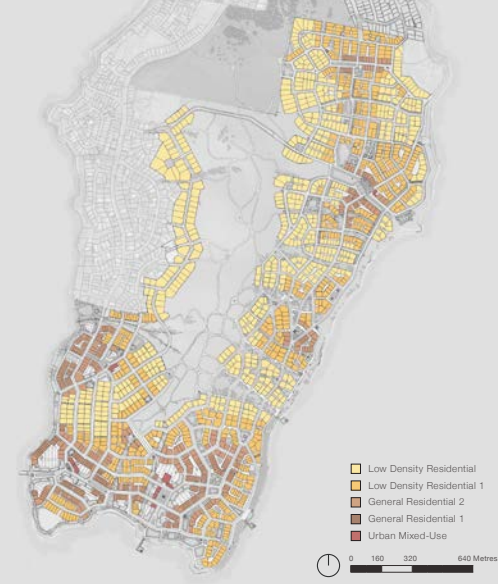 Low Density Residential
Low Density Residential 1
General Residential 2
General Residential 1
Urban Mixed-Use
0 160 320 640 Metres